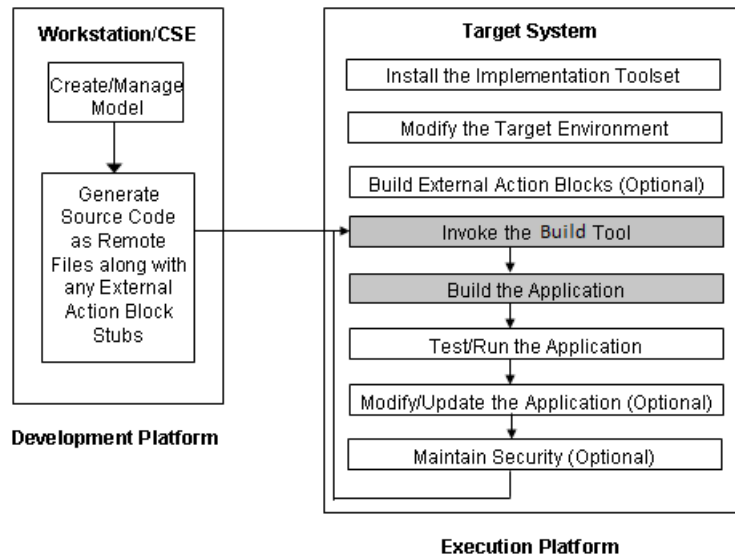 Workstation/CSE
Create/Manage
Model
Generate
Source Code
as Remote
Files along with
any External
Action Block
Stubs
Development Platform
Target System
Install the Implementation Toolset
Modify the Target Environment
Build External Action Blocks (Optional)
Invoke the Build Tool
Build the Application
Test/Run the Application
Modify/Update the Application (Optional)
Maintain Security (Optional)
Execution Platform